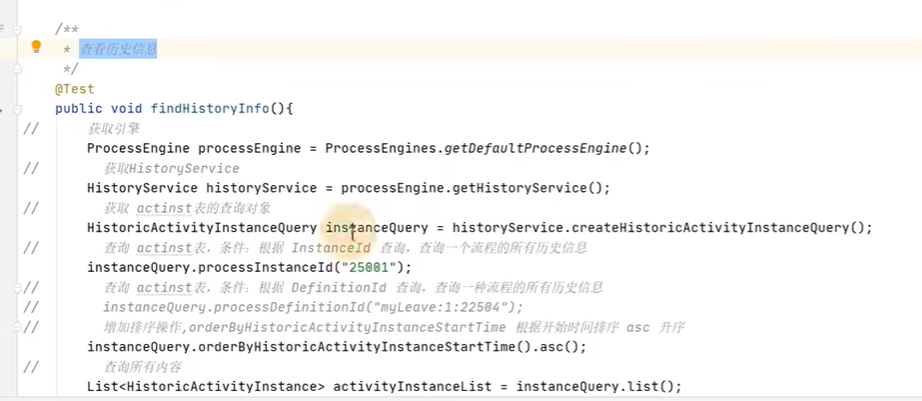 /**
* 查看历史信息
*/
@Test
public void findHistoryInfo(){
// 获取引擎
ProcessEngine processEngine = ProcessEngines.getDefaultProcessEngine();
// 获取HistoryService
HistoryService historyService = processEngine.getHistoryService();
// 获取 actinst表的查询对象
HistoricActivityInstanceQuery instanceQuery = historyService.createHistoricActivityInstanceQuery();
// 查询 actinst表，条件：根据 InstanceId 查询，查询一个流程的所有历史信息
instanceQuery.processInstanceId("25001");
// 查询 actinst表，条件：根据 DefinitionId 查询，查询一种流程的所有历史信息
// instanceQuery.processDefinitionId("myLeave:1:22504");
// 增加排序操作,orderByHistoricActivityInstanceStartTime 根据开始时间排序 asc 升序
instanceQuery.orderByHistoricActivityInstanceStartTime().asc();
// 查询所有内容
List<HistoricActivityInstance> activityInstanceList = instanceQuery.list();